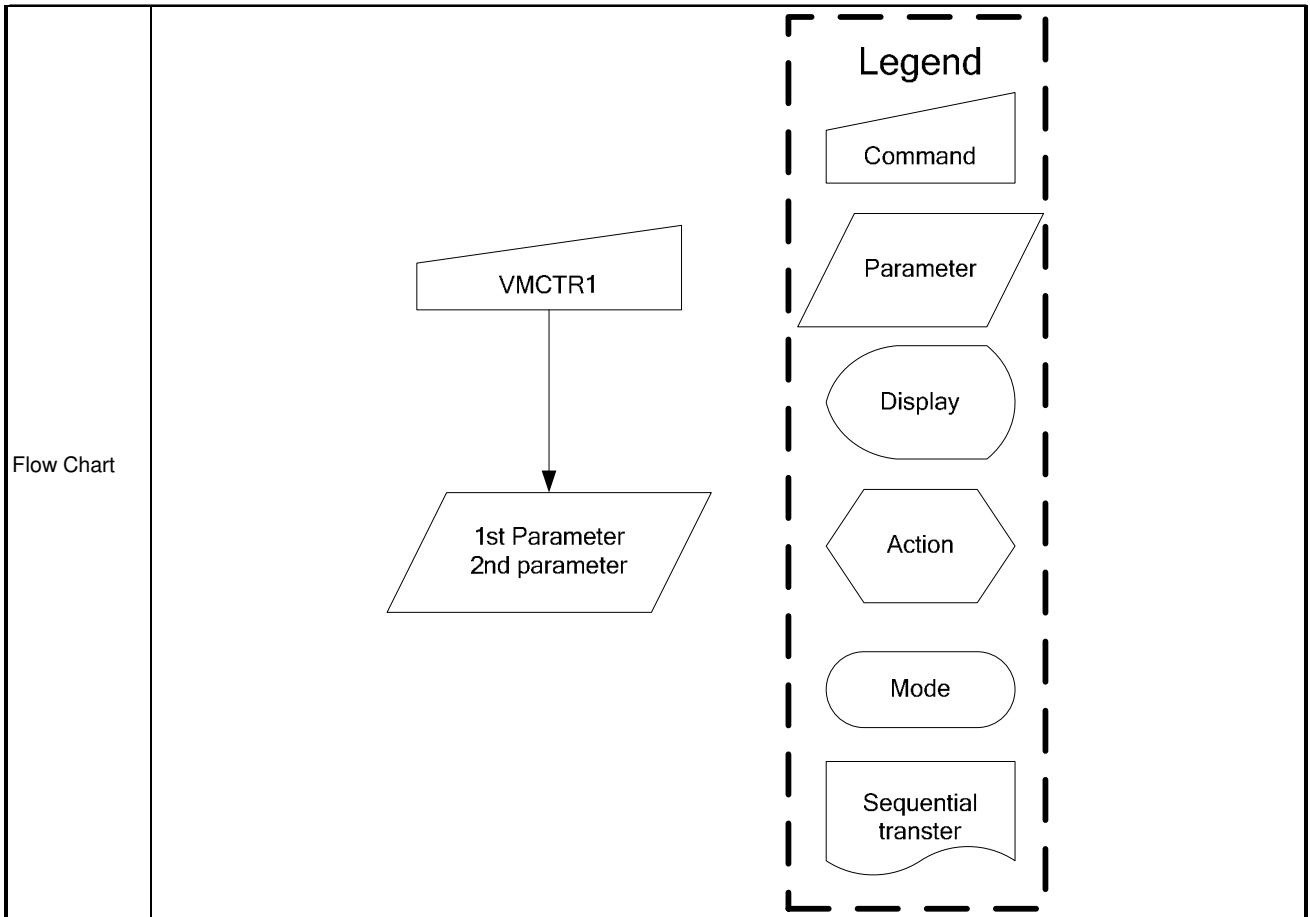 Flow Chart
VMCTR1
1st Parameter
2nd parameter
Legend
Command
Parameter
Display
Action
Mode
Sequential
transter